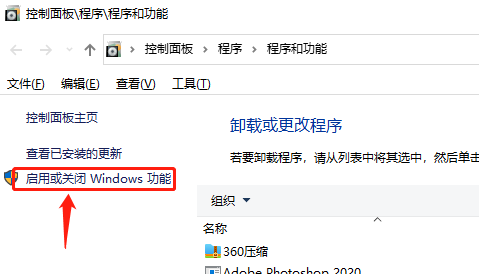 控制面板\程序\程序和功能
控制面板 > 程序 > 程序和功能
文件(F) 编辑(E) 查看(V) 工具(T)
控制面板主页
卸载或更改程序
查看已安装的更新
若要卸载程序，请从列表中将其选中，然后单击
启用或关闭 Windows 功能
组织
名称
360压缩
Adobe Photoshop 2020